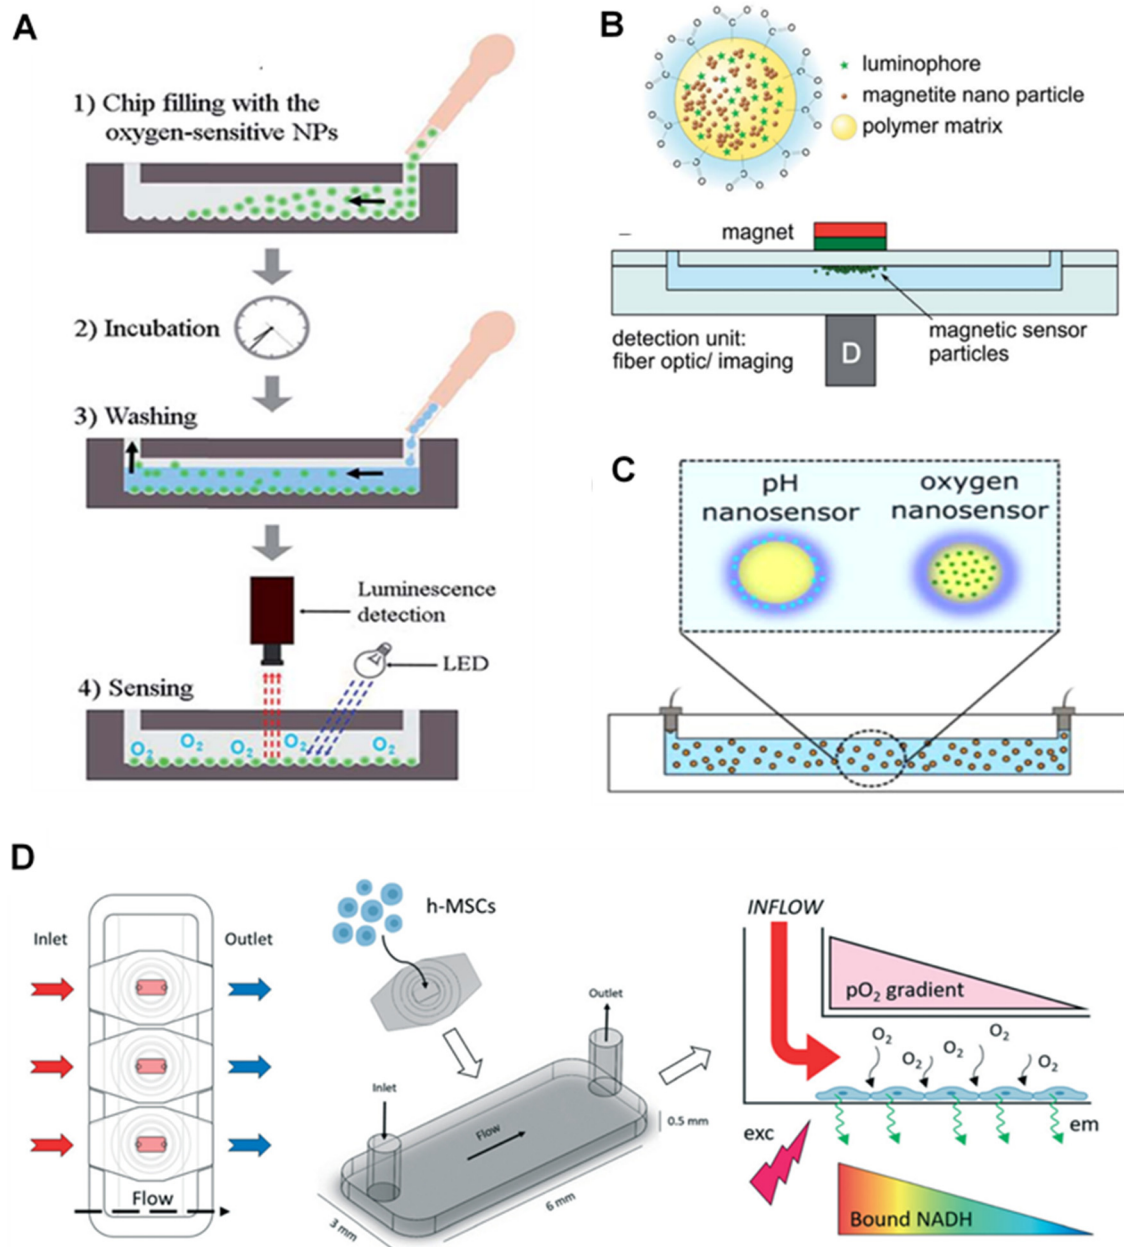 A
1) Chip filling with the
oxygen-sensitive NPs
2) Incubation
3) Washing
Luminescence
detection
LED
4) Sensing
O2 O2 O2 O2 O2
B
luminophore
magnetite nano particle
polymer matrix
O O O O O O O O O O O O O O O O O O O O
C C C C C C C C C C
magnet
detection unit:
fiber optic/ imaging
D
magnetic sensor
particles
C
pH
nanosensor
oxygen
nanosensor
D
Inlet
Outlet
Flow
h-MSCs
Inlet
Outlet
Flow
0.5 mm
6 mm
3 mm
INFLOW
pO2 gradient
O2 O2 O2 O2 O2
exc
em
Bound NADH